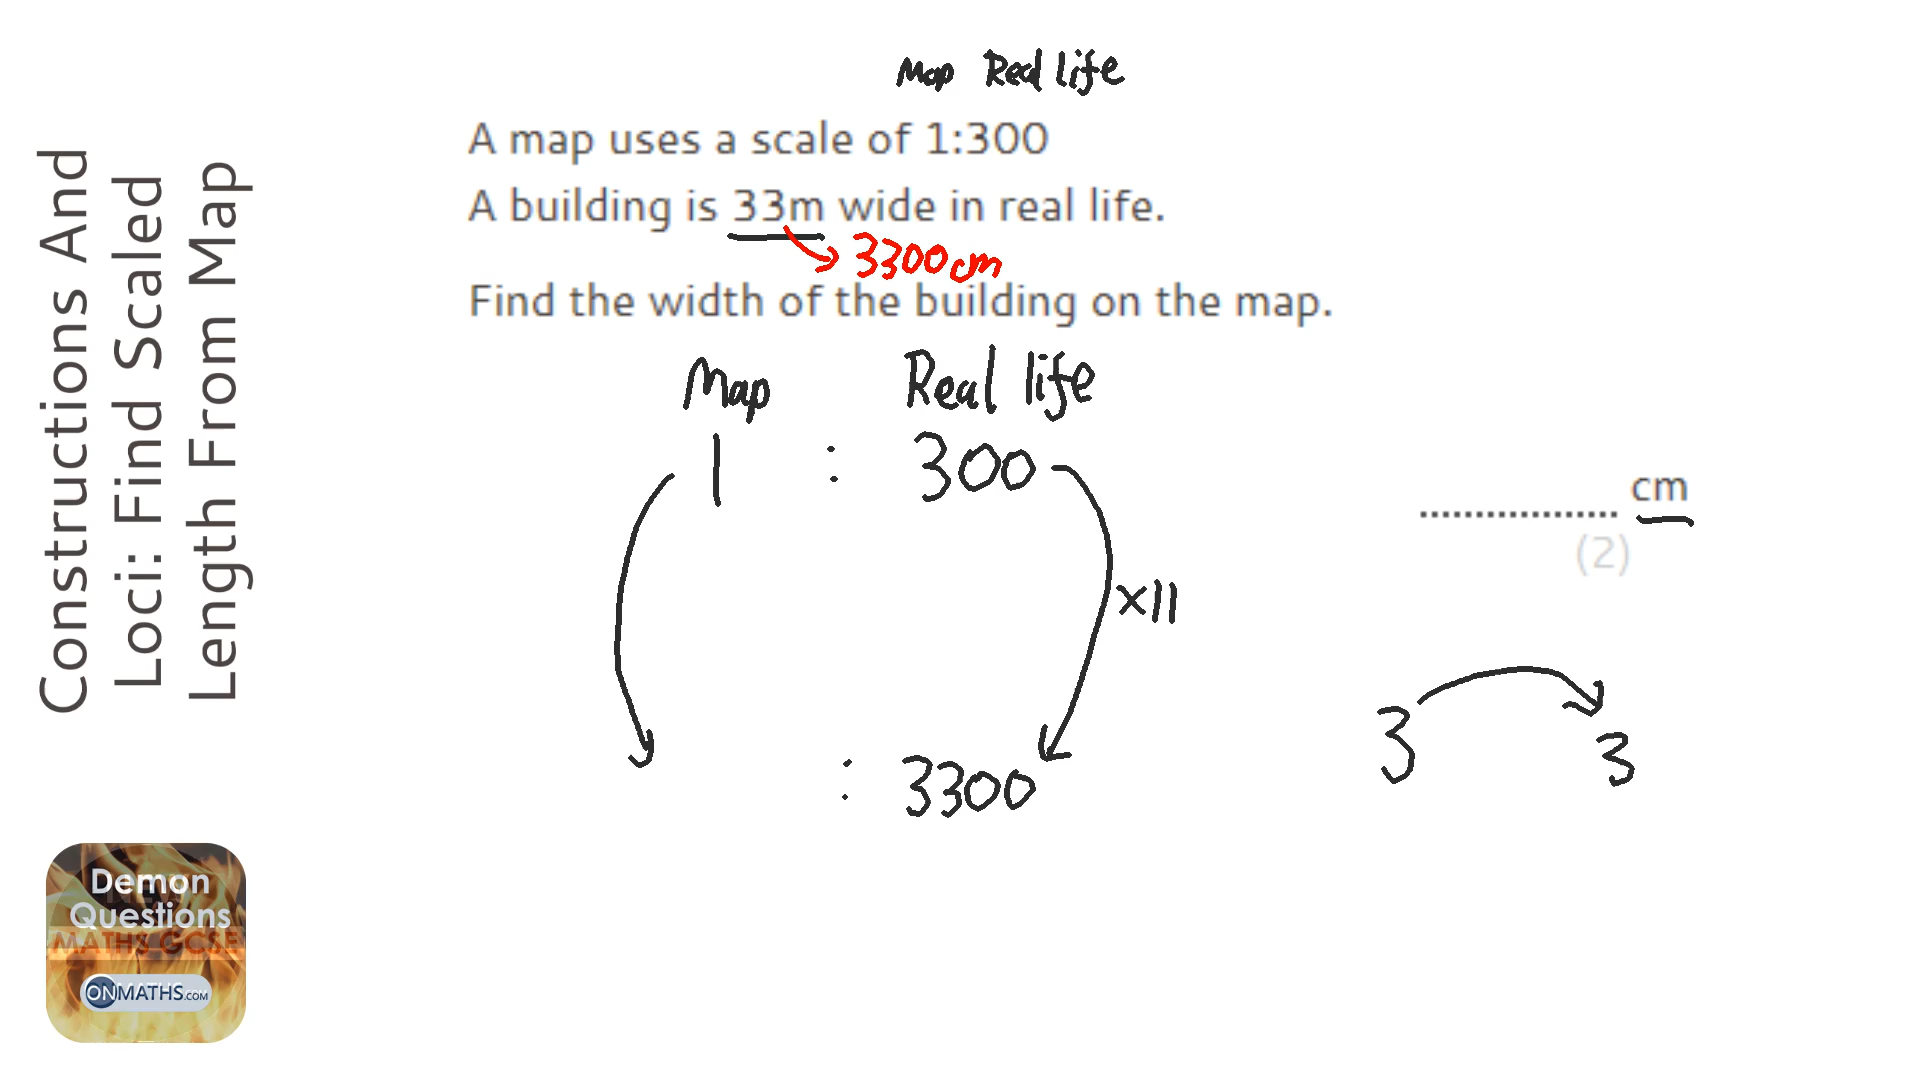 Constructions And
Loci: Find Scaled
Length From Map
Map Real life
A map uses a scale of 1:300
A building is 33m wide in real life.
3300cm
Find the width of the building on the map.
Map Real life
1 : 300
cm
(2)
×11
3 3
: 3300
Demon
Questions
MATHS GCSE
ONMATHS.COM